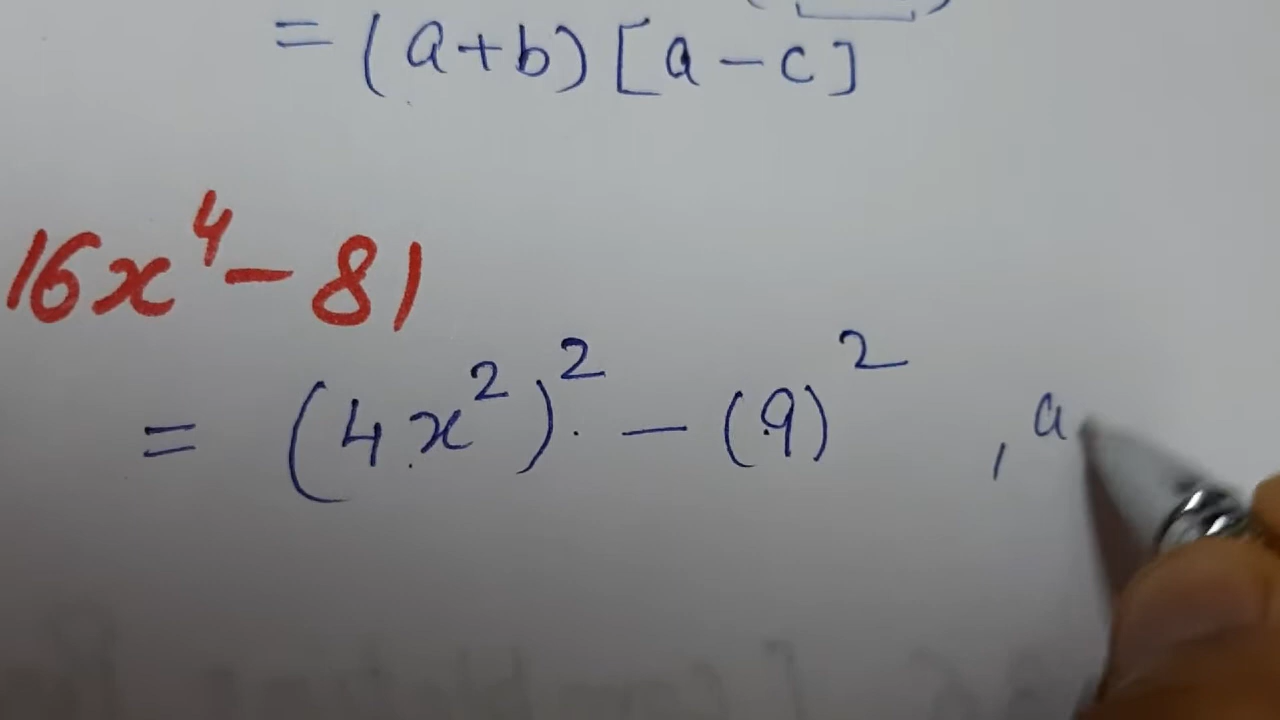 = (a+b) [a - c]
16x⁴ - 81
= (4x²)² - (9)² , a